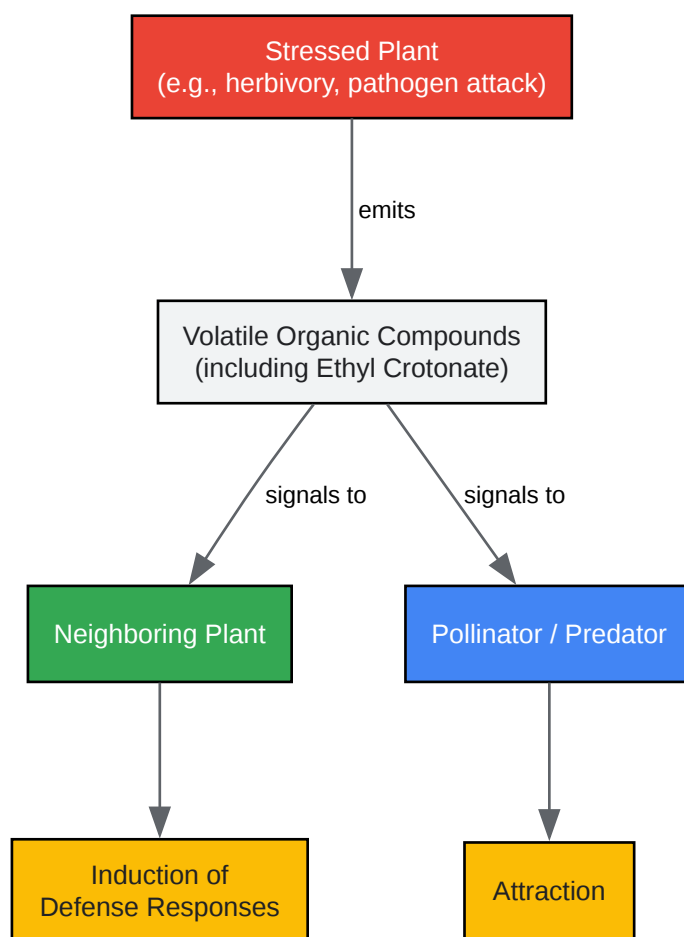 Stressed Plant
(e.g., herbivory, pathogen attack)
emits
Volatile Organic Compounds
(including Ethyl Crotonate)
signals to
signals to
Neighboring Plant
Pollinator / Predator
Induction of
Defense Responses
Attraction